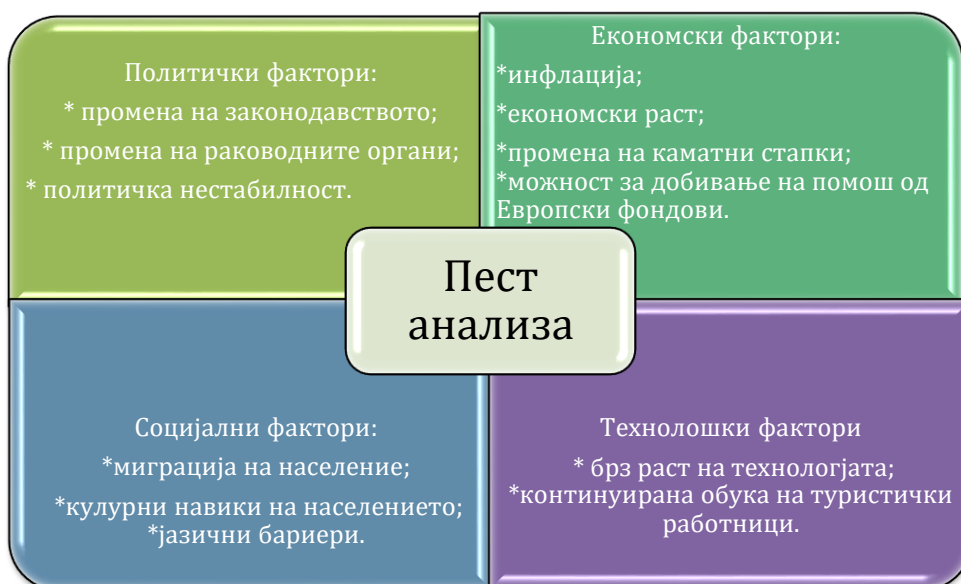 Политички фактори:
* промена на законодавството;
* промена на раководните органи;
* политичка нестабилност.
Економски фактори:
*инфлација;
*економски раст;
*промена на каматни стапки;
*можност за добивање на помош од
Европски фондови.
Пест
анализа
Социјални фактори:
*миграција на население;
*кулурни навики на населението;
*јазични бариери.
Технолошки фактори
* брз раст на технологјата;
*континуирана обука на туристички
работници.